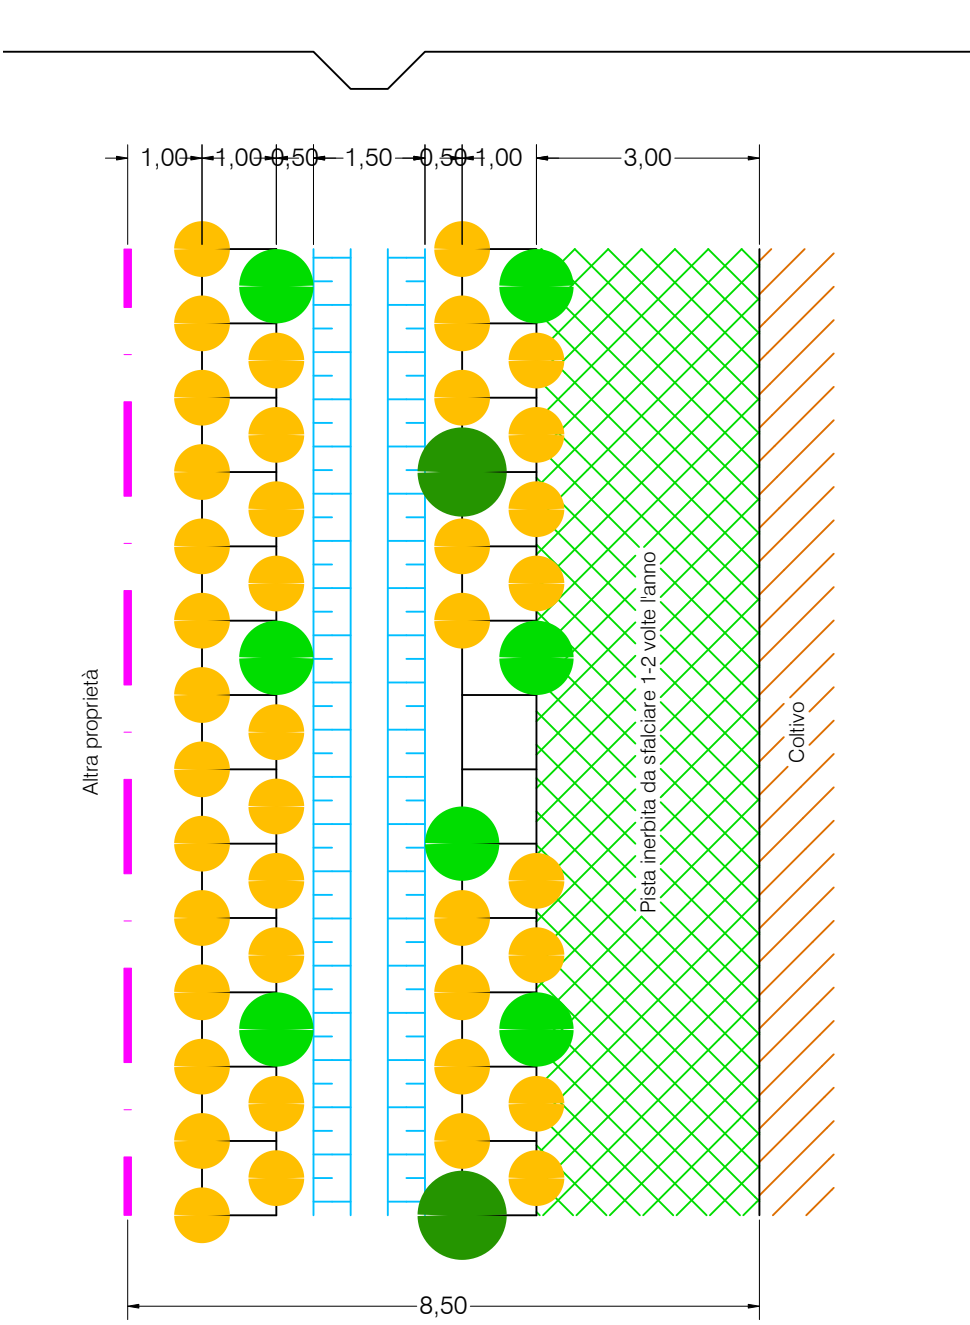 1,00
1,00
0,50
1,50
0,50
1,00
3,00
Altra proprietà
Pista inerbita da sfalciare 1-2 volte l'anno
Coltivo
8,50